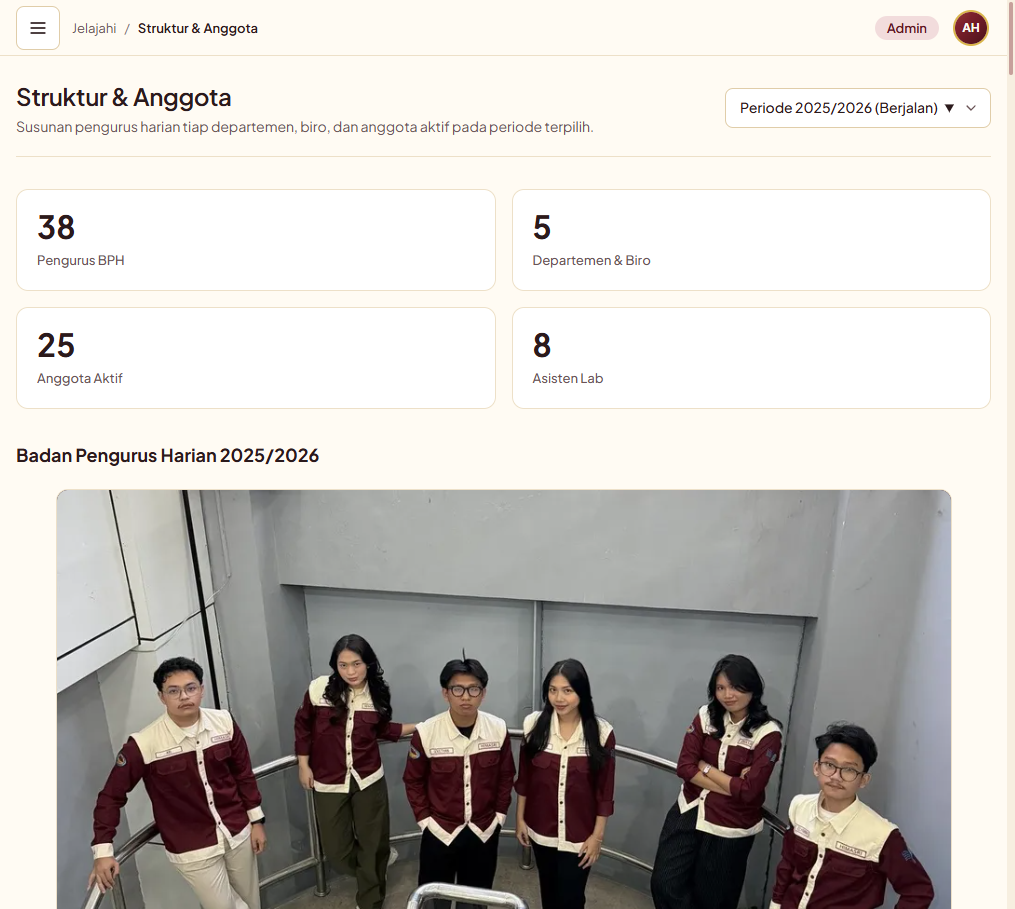 Jelajahi / Struktur & Anggota
Admin
AH
Struktur & Anggota
Susunan pengurus harian tiap departemen, biro, dan anggota aktif pada periode terpilih.
Periode 2025/2026 (Berjalan) ▼
38
Pengurus BPH
5
Departemen & Biro
25
Anggota Aktif
8
Asisten Lab
Badan Pengurus Harian 2025/2026
HIMASRI
HIMASRI